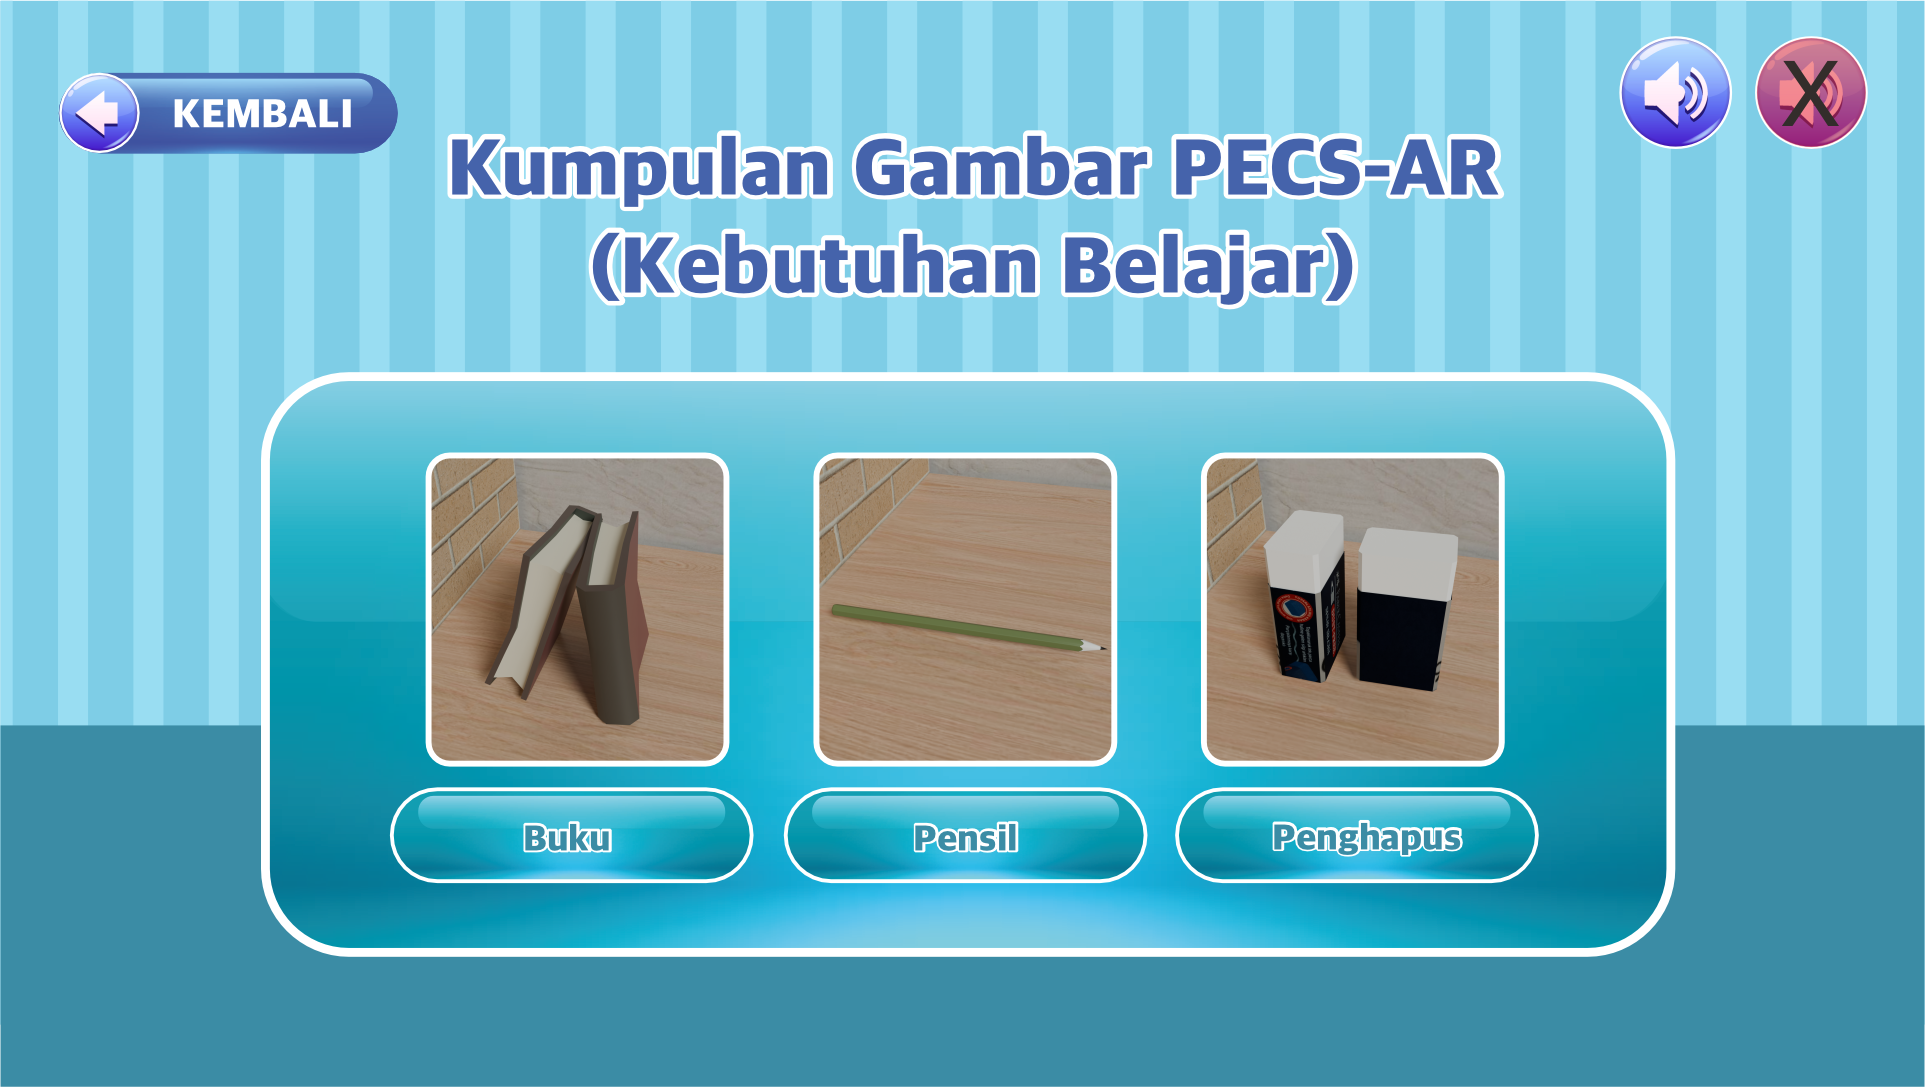 KEMBALI
Kumpulan Gambar PECS-AR
(Kebutuhan Belajar)
Buku
Pensil
Penghapus